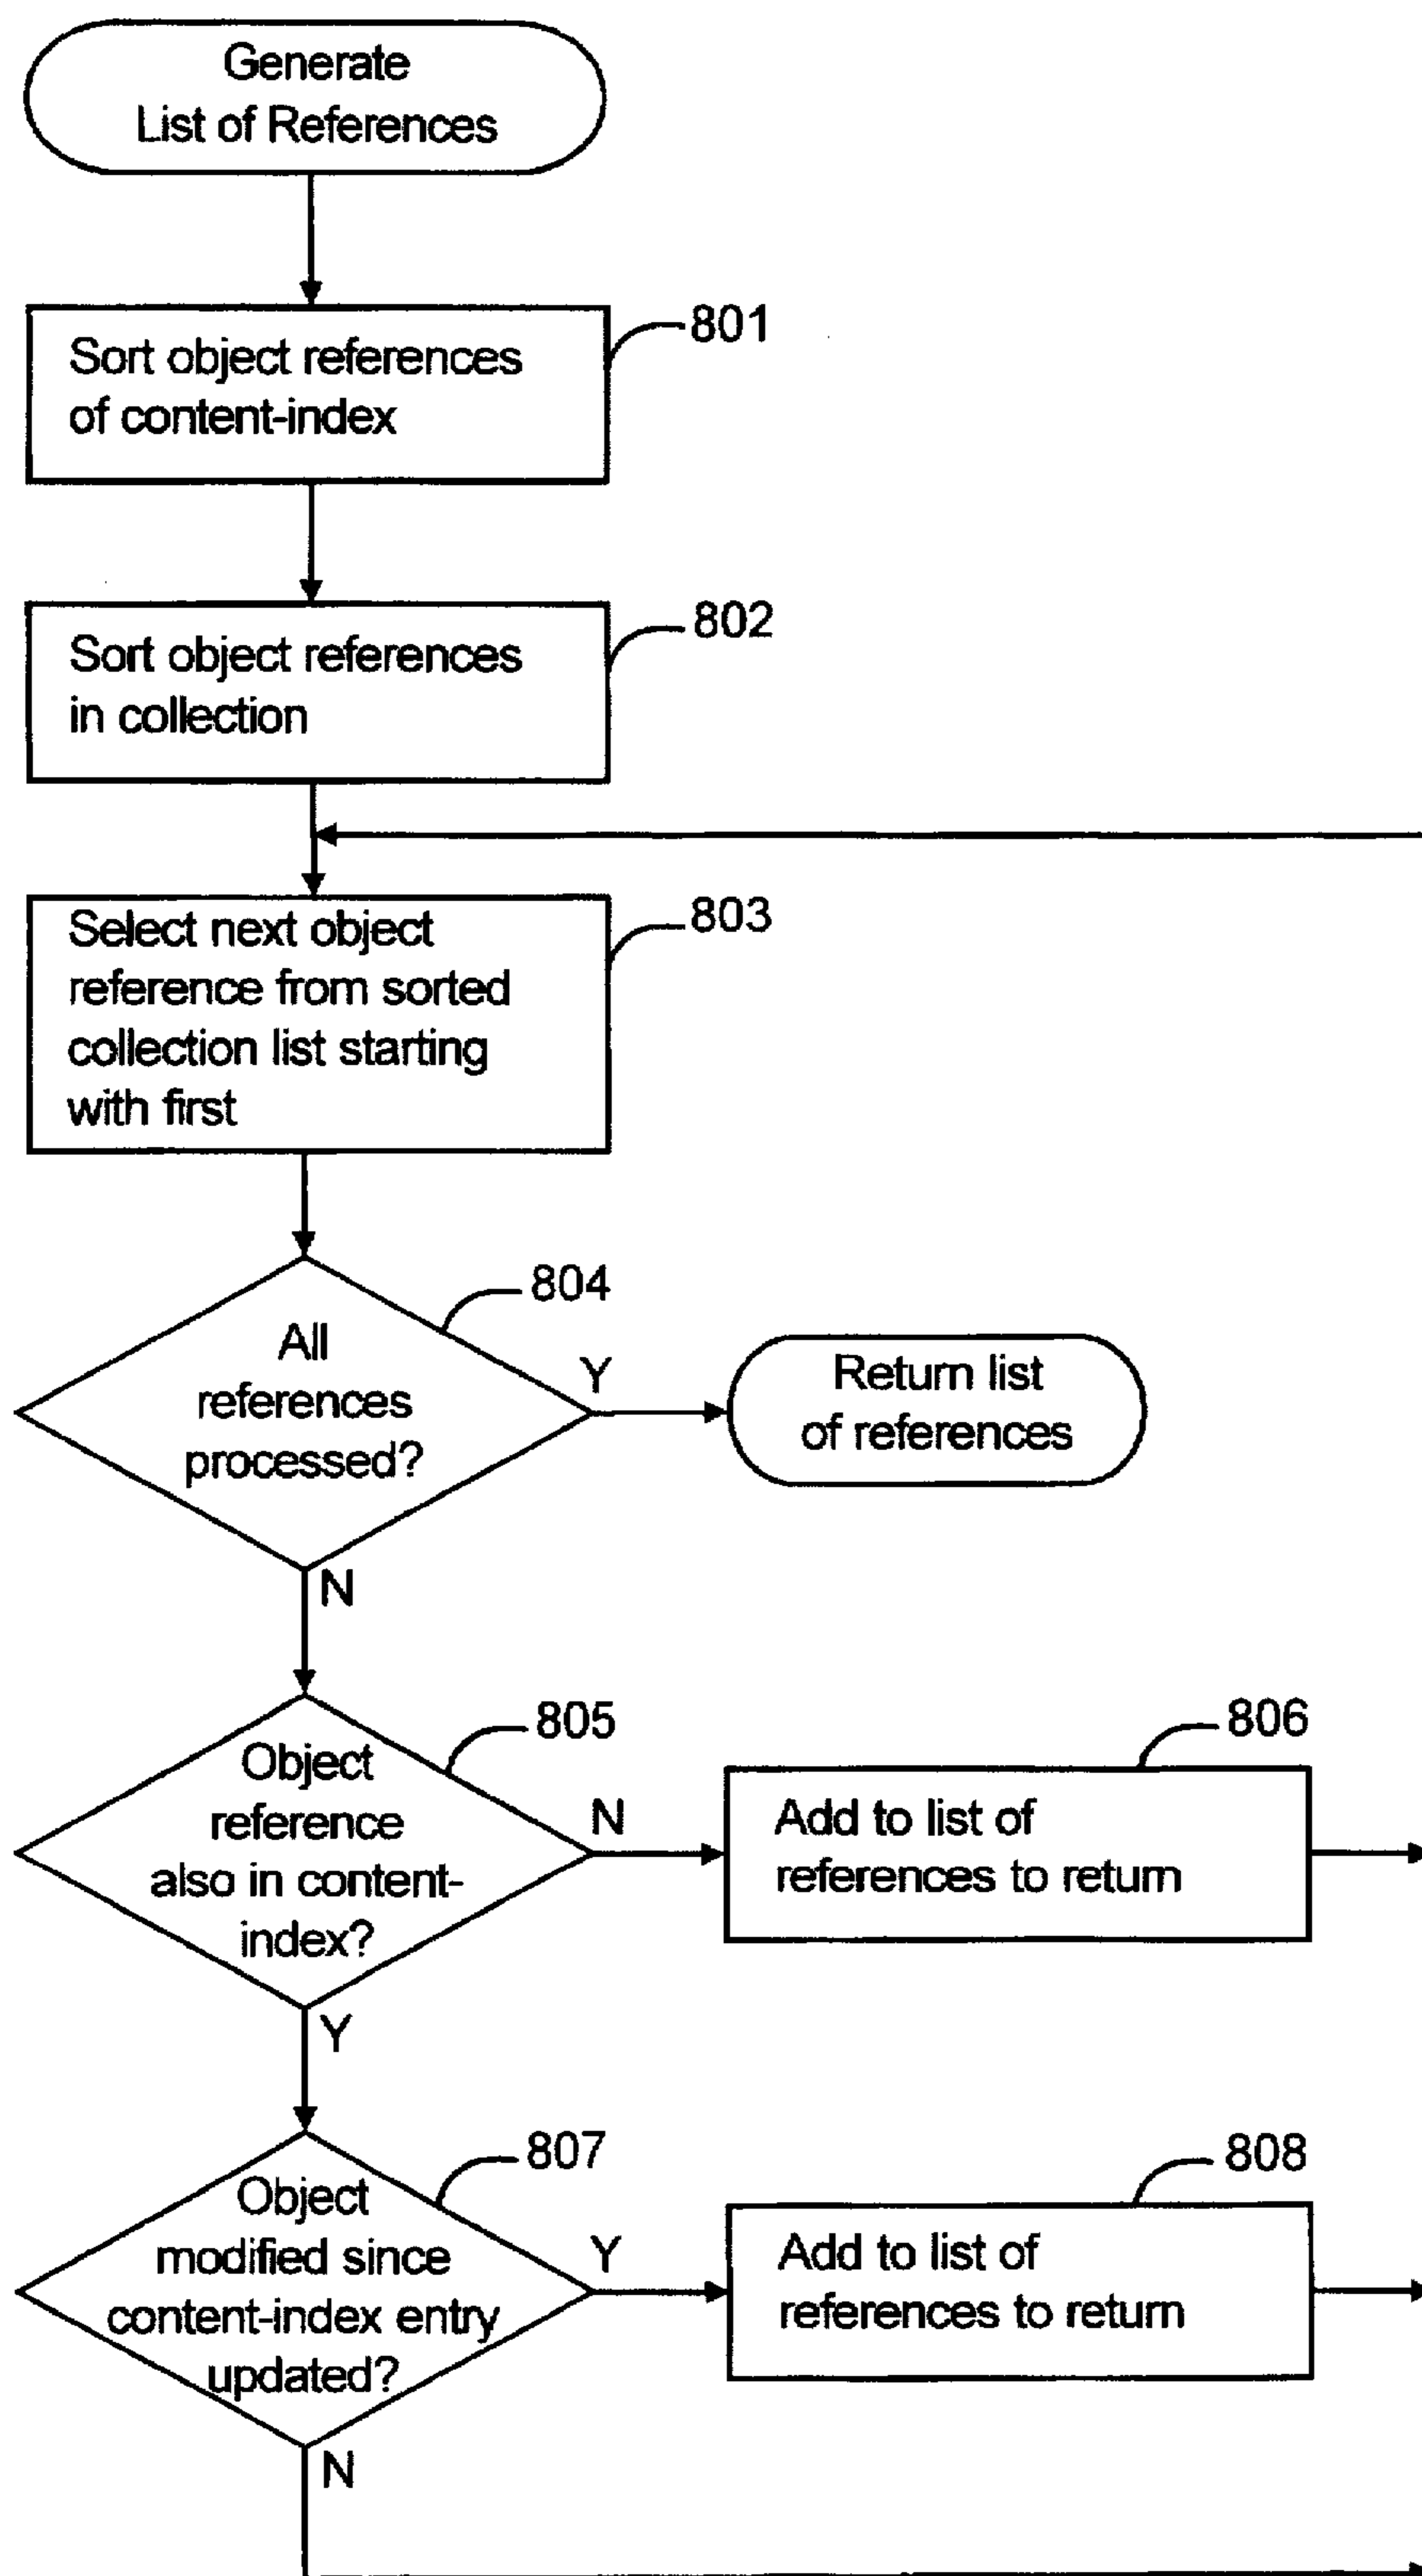 Generate
List of References
801
Sort object references
of content-index
802
Sort object references
in collection
803
Select next object
reference from sorted
collection list starting
with first
804
All
references
processed?
Y
Return list
of references
N
805
Object
reference
also in content-
index?
N
806
Add to list of
references to return
Y
807
Object
modified since
content-index entry
updated?
Y
808
Add to list of
references to return
N